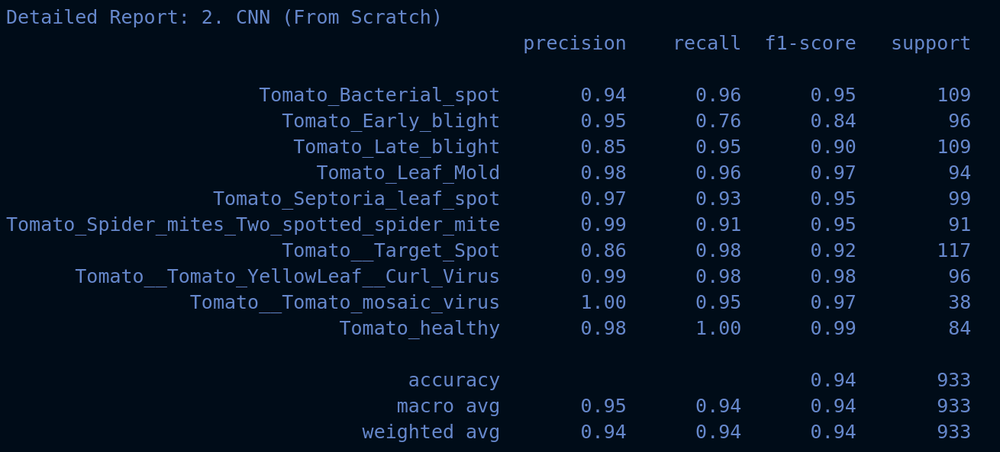 Detailed Report: 2. CNN (From Scratch)
precision recall f1-score support
Tomato_Bacterial_spot 0.94 0.96 0.95 109
Tomato_Early_blight 0.95 0.76 0.84 96
Tomato_Late_blight 0.85 0.95 0.90 109
Tomato_Leaf_Mold 0.98 0.96 0.97 94
Tomato_Septoria_leaf_spot 0.97 0.93 0.95 99
Tomato_Spider_mites_Two_spotted_spider_mite 0.99 0.91 0.95 91
Tomato__Target_Spot 0.86 0.98 0.92 117
Tomato__Tomato_YellowLeaf__Curl_Virus 0.99 0.98 0.98 96
Tomato__Tomato_mosaic_virus 1.00 0.95 0.97 38
Tomato_healthy 0.98 1.00 0.99 84
accuracy 0.94 933
macro avg 0.95 0.94 0.94 933
weighted avg 0.94 0.94 0.94 933